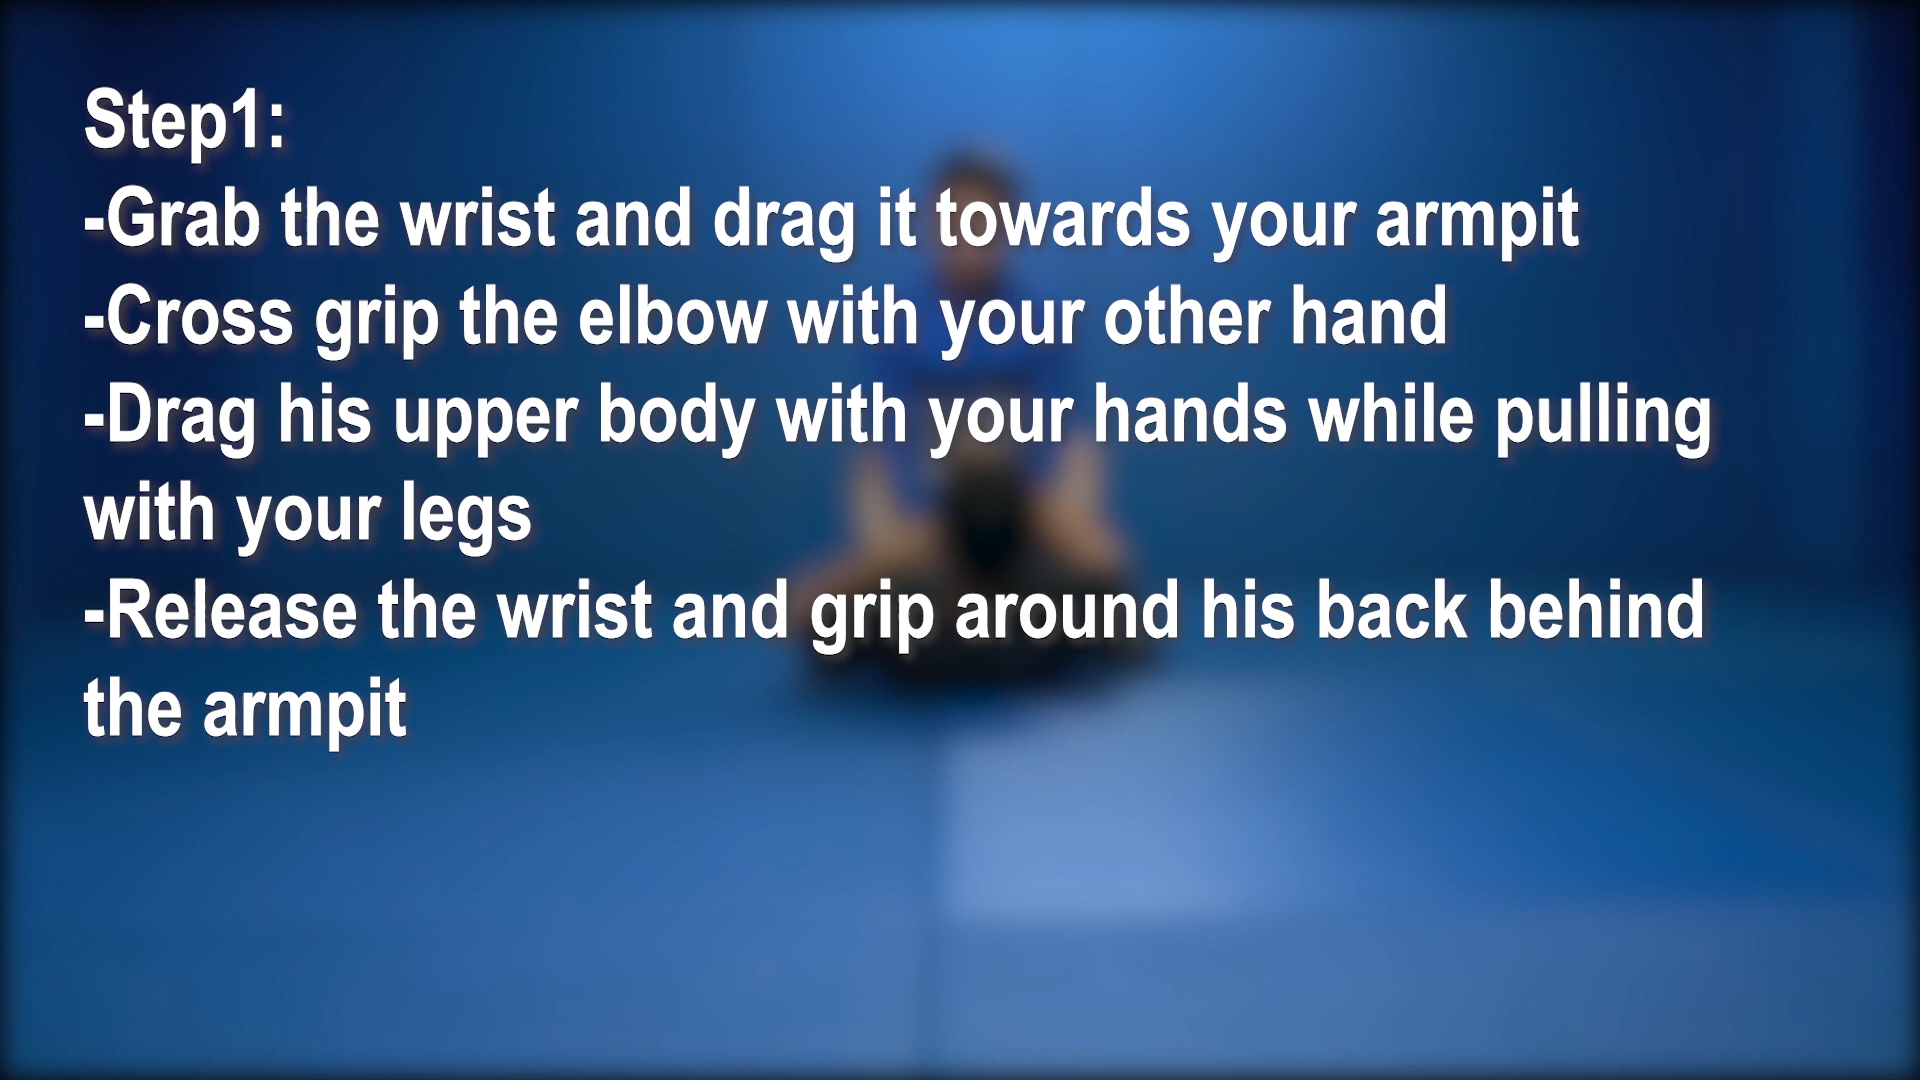 Step1:
-Grab the wrist and drag it towards your armpit
-Cross grip the elbow with your other hand
-Drag his upper body with your hands while pulling
with your legs
-Release the wrist and grip around his back behind
the armpit